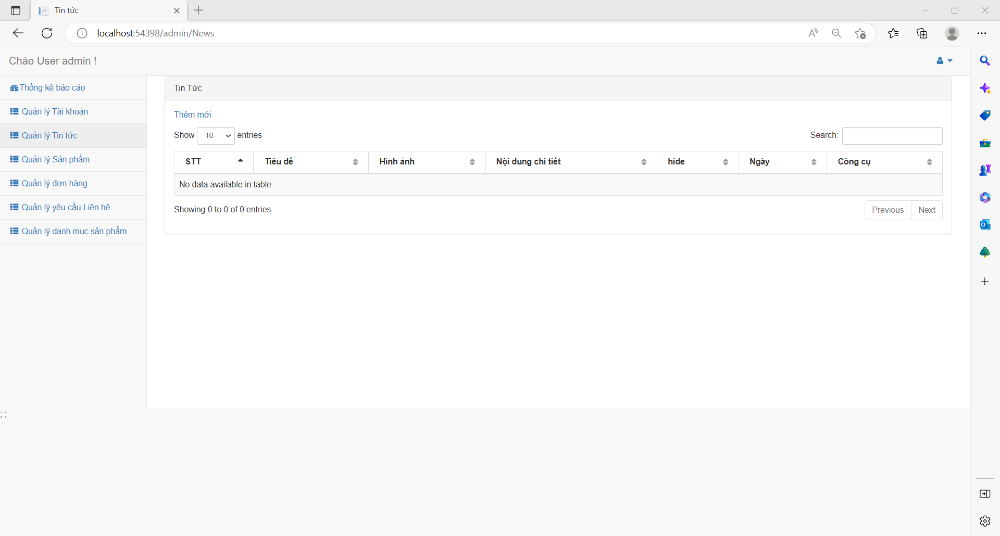 Tin tức
localhost:54398/admin/News
Chào User admin !
Thống kê báo cáo
Quản lý Tài khoản
Quản lý Tin tức
Quản lý Sản phẩm
Quản lý đơn hàng
Quản lý yêu cầu Liên hệ
Quản lý danh mục sản phẩm
Tin Tức
Thêm mới
Show 10 entries
Search:
STT Tiêu đề Hình ảnh Nội dung chi tiết hide Ngày Công cụ
No data available in table
Showing 0 to 0 of 0 entries
Previous Next
; ;